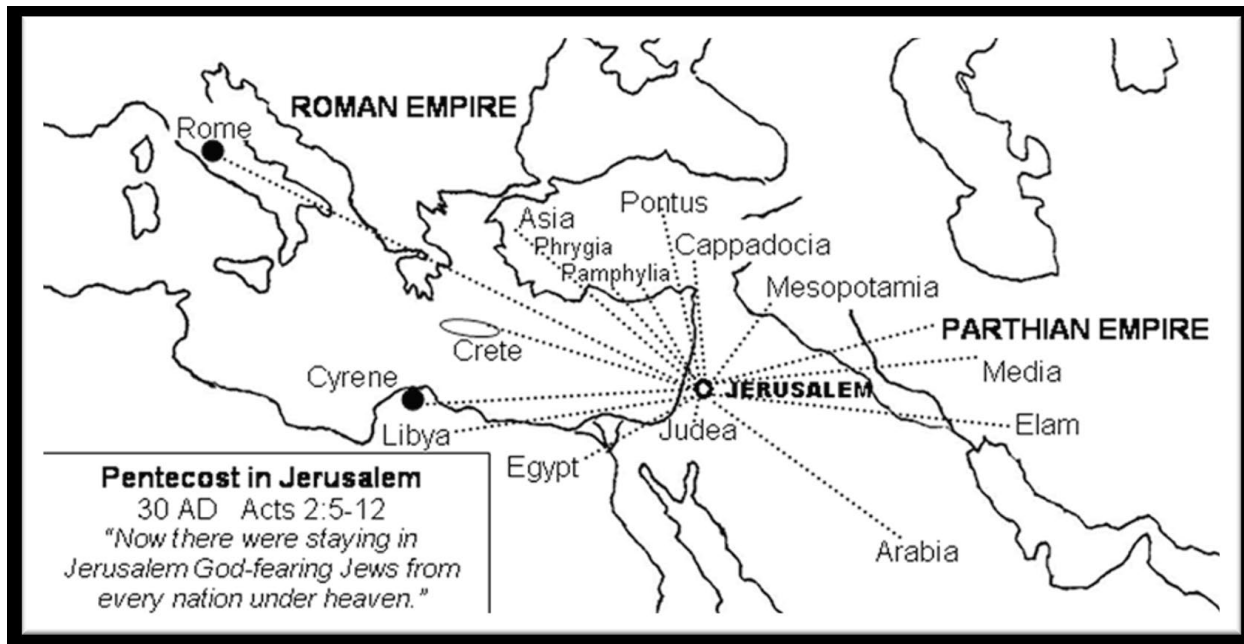 ROMAN EMPIRE
Rome
Pontus
Asia
Phrygia
Cappadocia
Pamphylia
Mesopotamia
PARTHIAN EMPIRE
Crete
Media
Cyrene
JERUSALEM
Elam
Libya
Judea
Egypt
Arabia
Pentecost in Jerusalem
30 AD Acts 2:5-12
“Now there were staying in
Jerusalem God-fearing Jews from
every nation under heaven.”